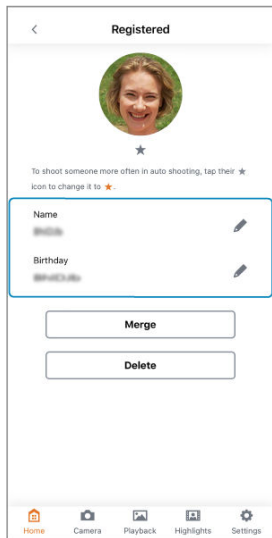 Registered
To shoot someone more often in auto shooting, tap their ★
icon to change it to ★.
Name
Birthday
Merge
Delete
Home Camera Playback Highlights Settings